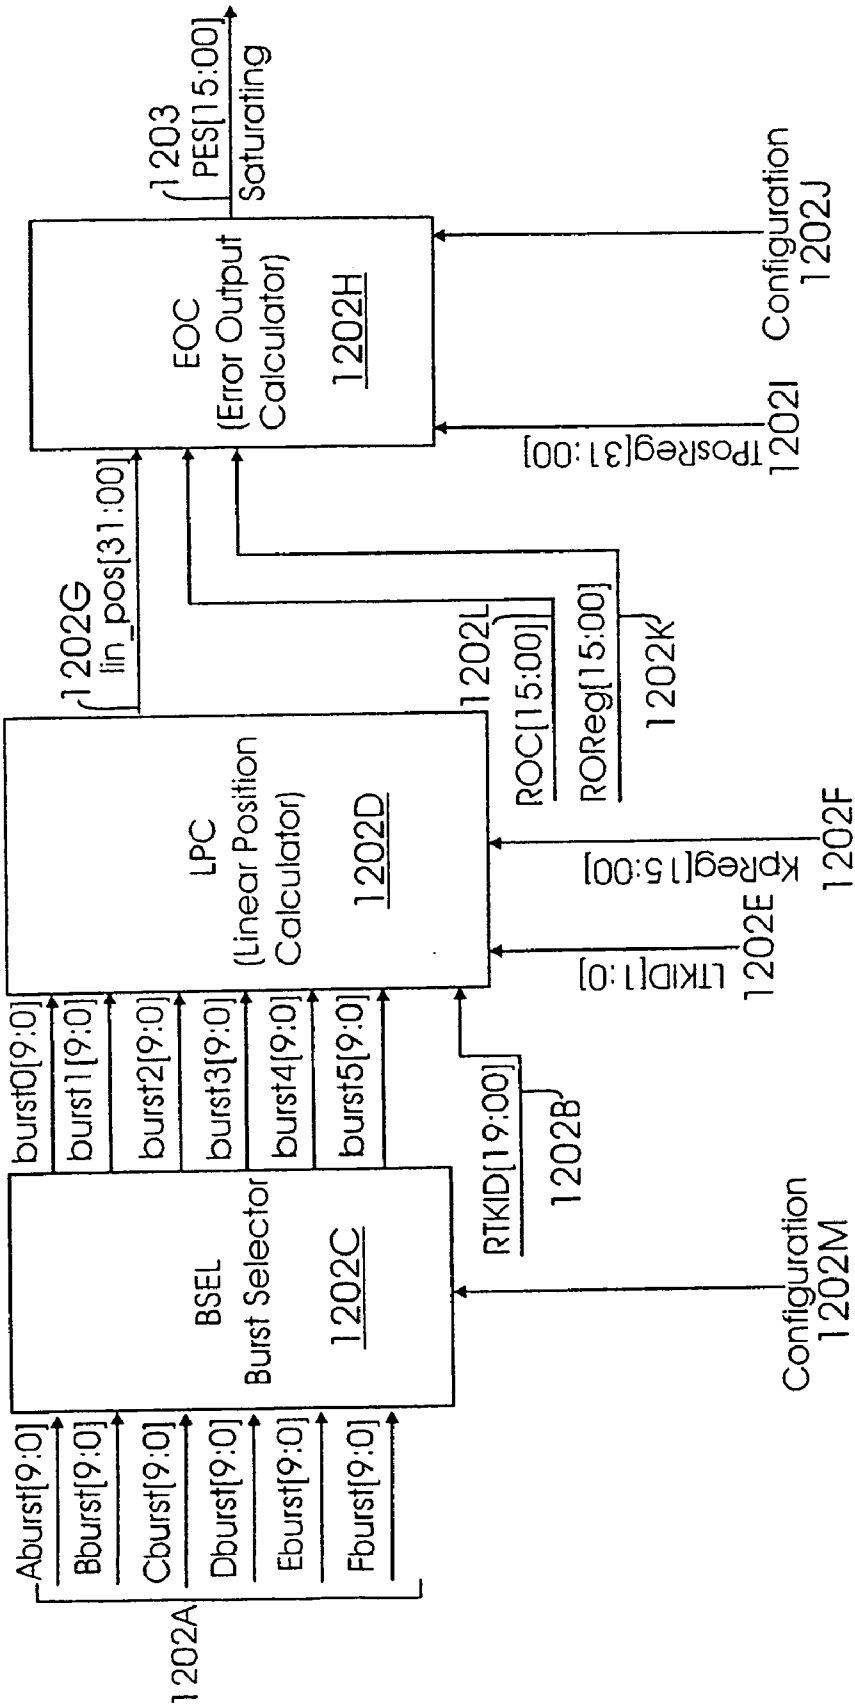 1202A
Aburst[9:0]
Bburst[9:0]
Cburst[9:0]
Dburst[9:0]
Eburst[9:0]
Fburst[9:0]
BSEL
Burst Selector
1202C
Configuration
1202M
burst0[9:0]
burst1[9:0]
burst2[9:0]
burst3[9:0]
burst4[9:0]
burst5[9:0]
RTKID[19:00]
1202B
LPC
(Linear Position
Calculator)
1202D
LTKID[1:0]
1202E
KpReg[15:00]
1202F
1202G
lin_pos[31:00]
1202L
ROC[15:00]
ROReg[15:00]
1202K
EOC
(Error Output
Calculator)
1202H
TPosReg[31:00]
1202I
Configuration
1202J
1203
PES[15:00]
Saturating